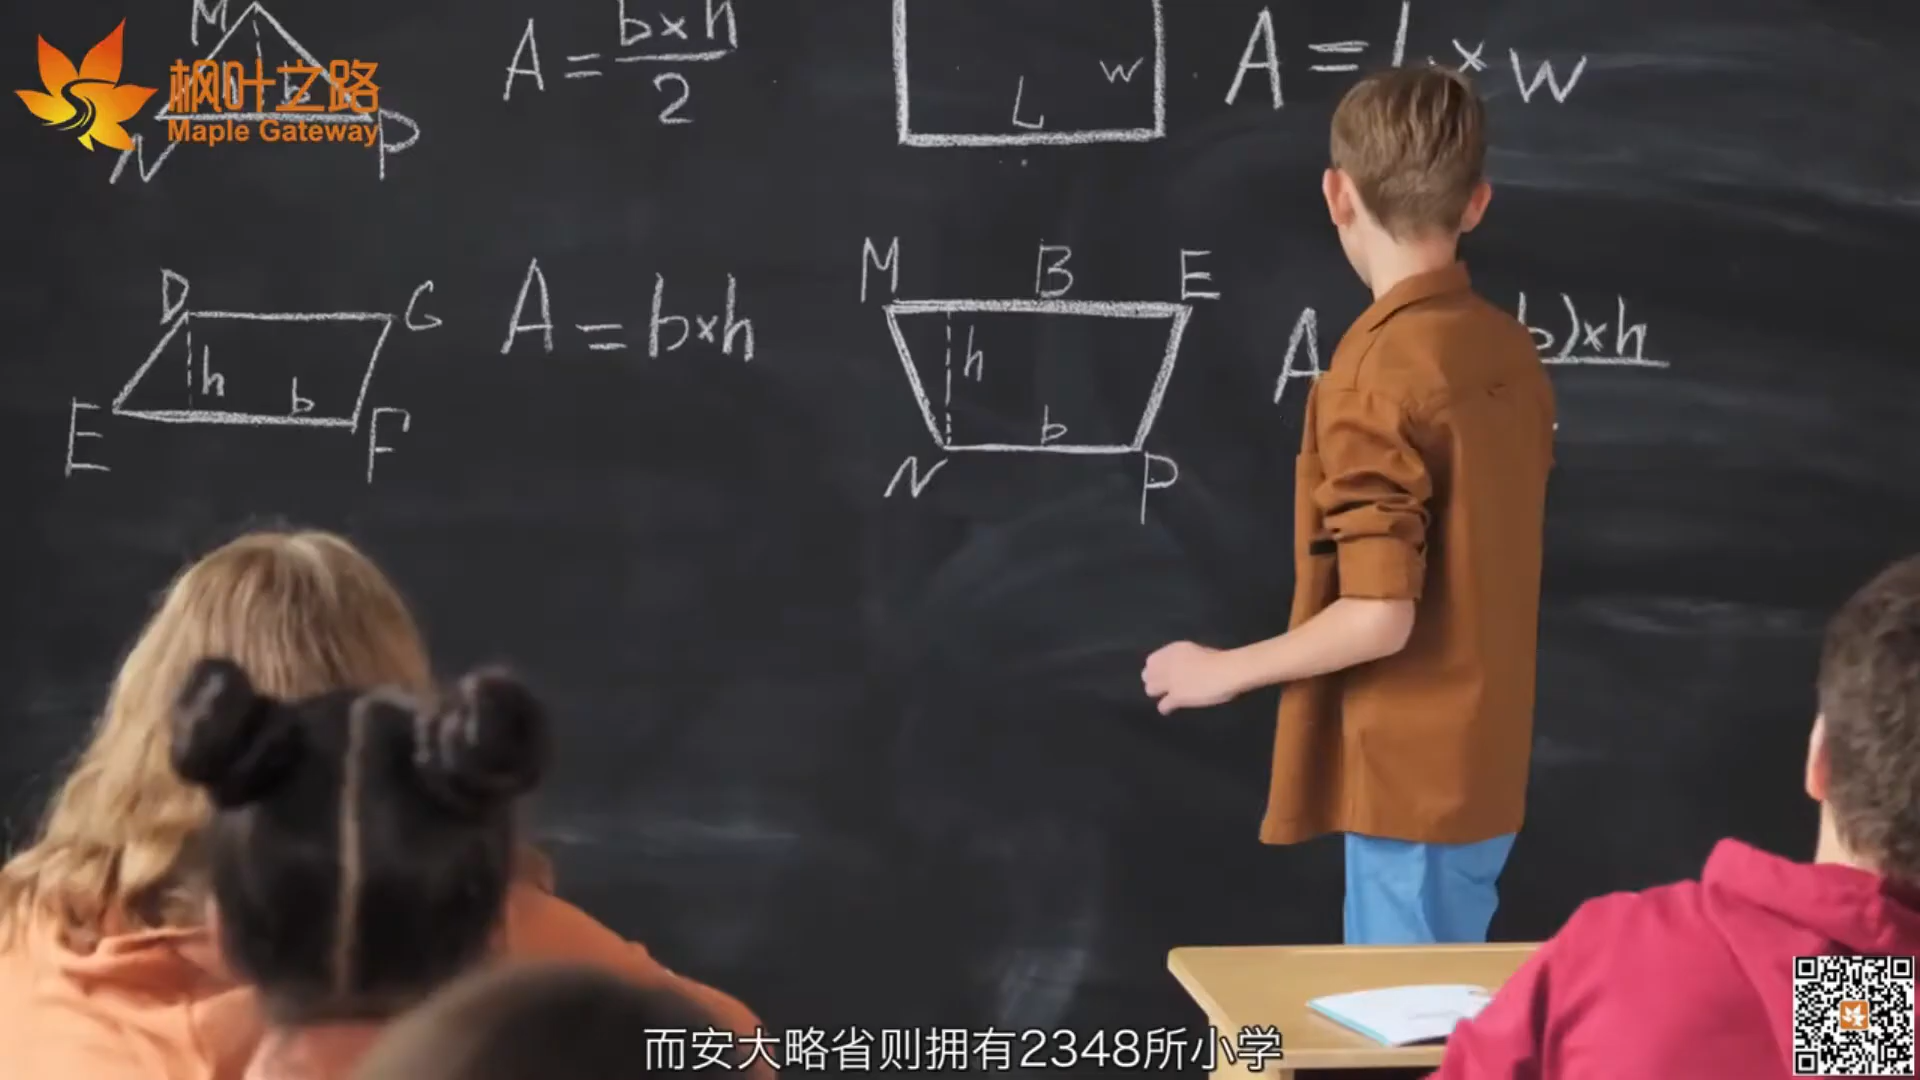 M
A = b×h
2
w
L
A = L × w
枫叶之路
Maple Gateway
N
P
D
G
A = b×h
h
b
E
F
M
B
E
A
b)×h
h
b
N
P
而安大略省则拥有2348所小学